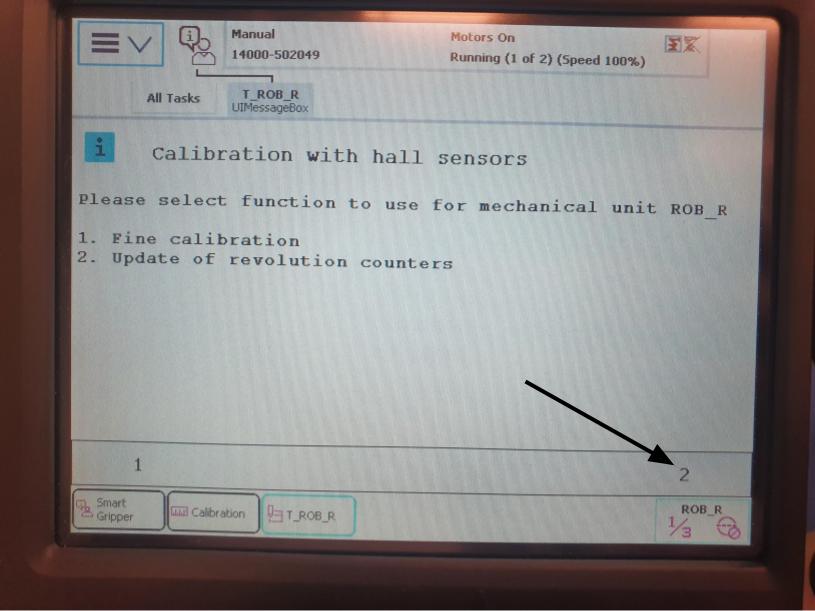 Manual
14000-502049
Motors On
Running (1 of 2) (Speed 100%)
All Tasks
T_ROB_R
UIMessageBox
i
Calibration with hall sensors
Please select function to use for mechanical unit ROB_R
1. Fine calibration
2. Update of revolution counters
1
2
Smart
Gripper
Calibration
T_ROB_R
ROB_R
1/3